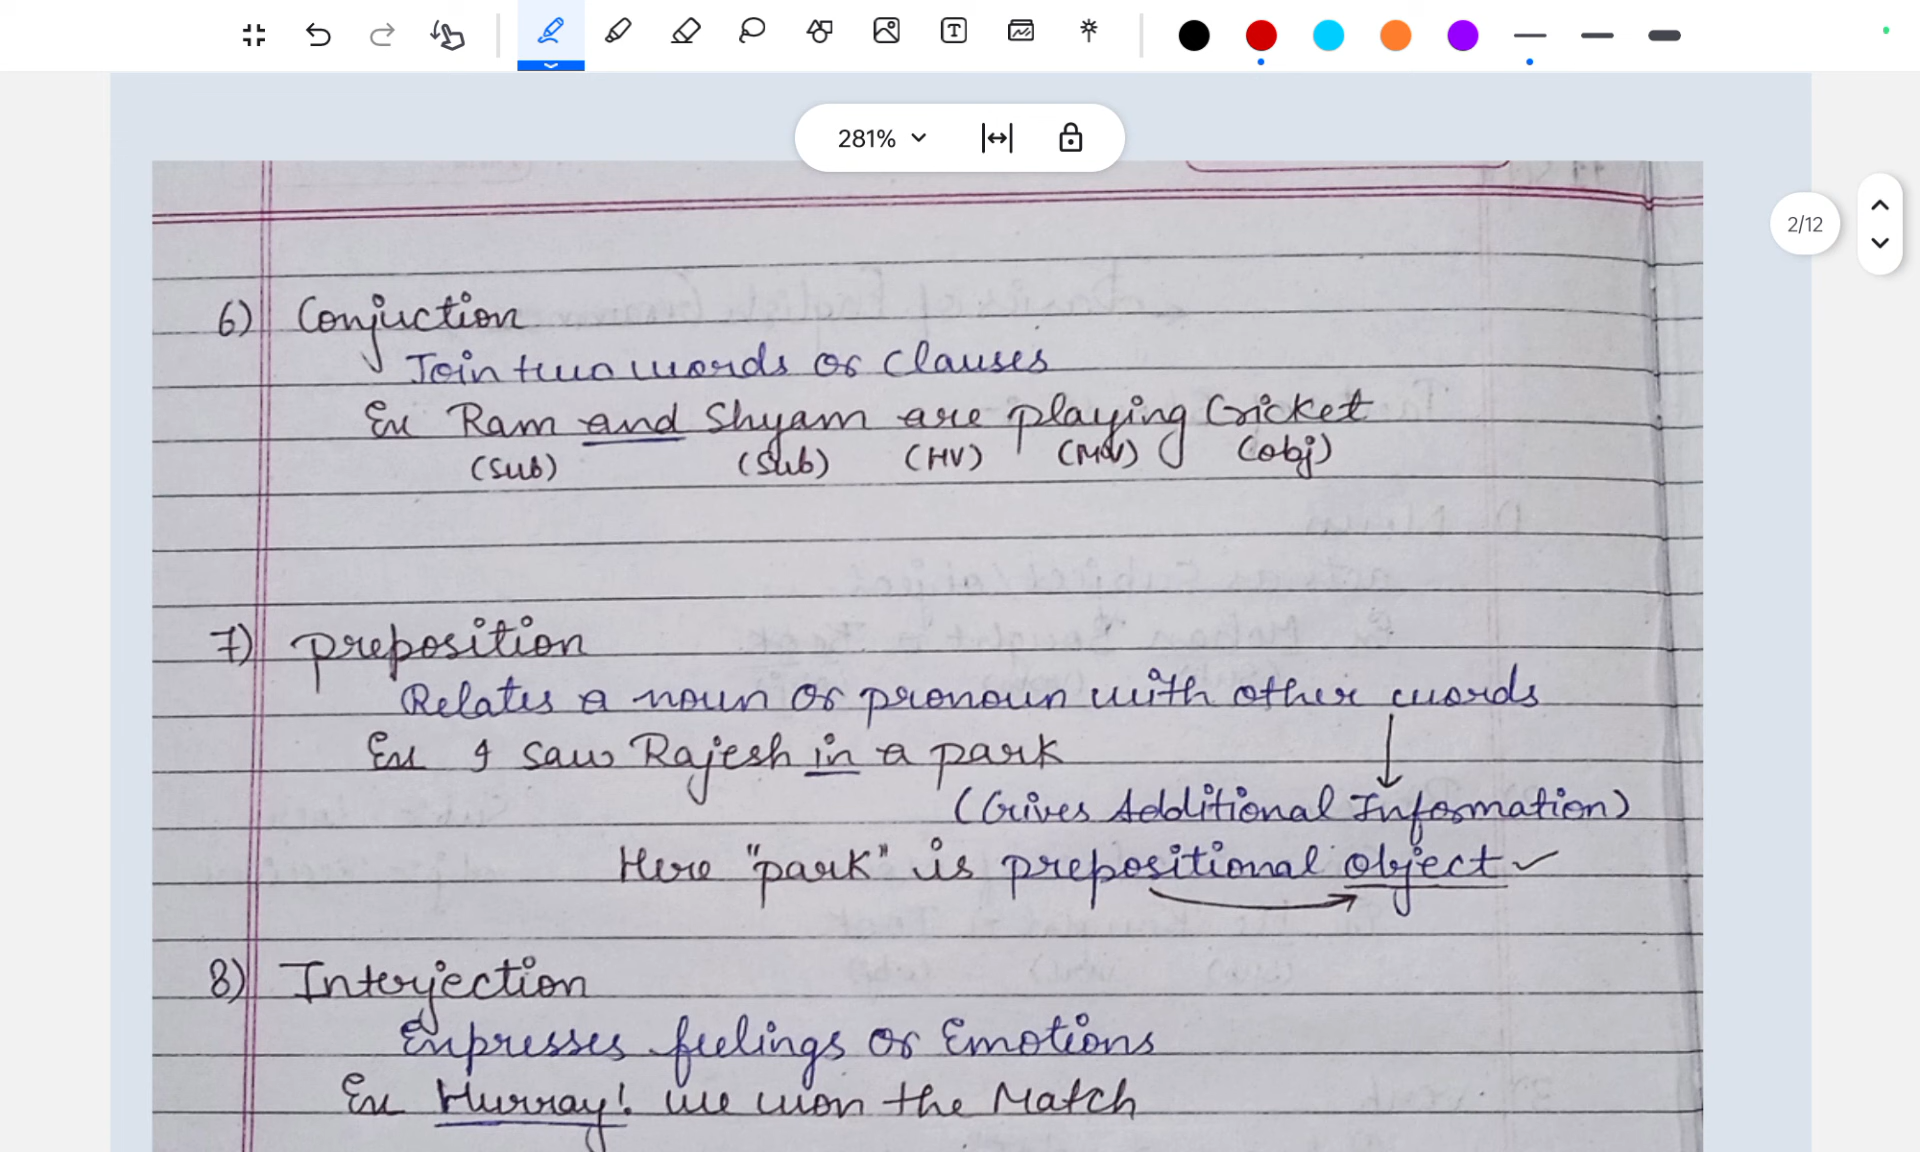 281%
2/12
6) Conjuction
Join two words or Clauses
Ex Ram and Shyam are playing Cricket
(Sub) (Sub) (HV) (MV) (obj)
7) preposition
Relates a noun or pronoun with other words
Ex I saw Rajesh in a park
(Gives Additional Information)
Here "park" is prepositional object ✓
8) Interjection
Expresses feelings or Emotions
Ex Hurray! we won the Match